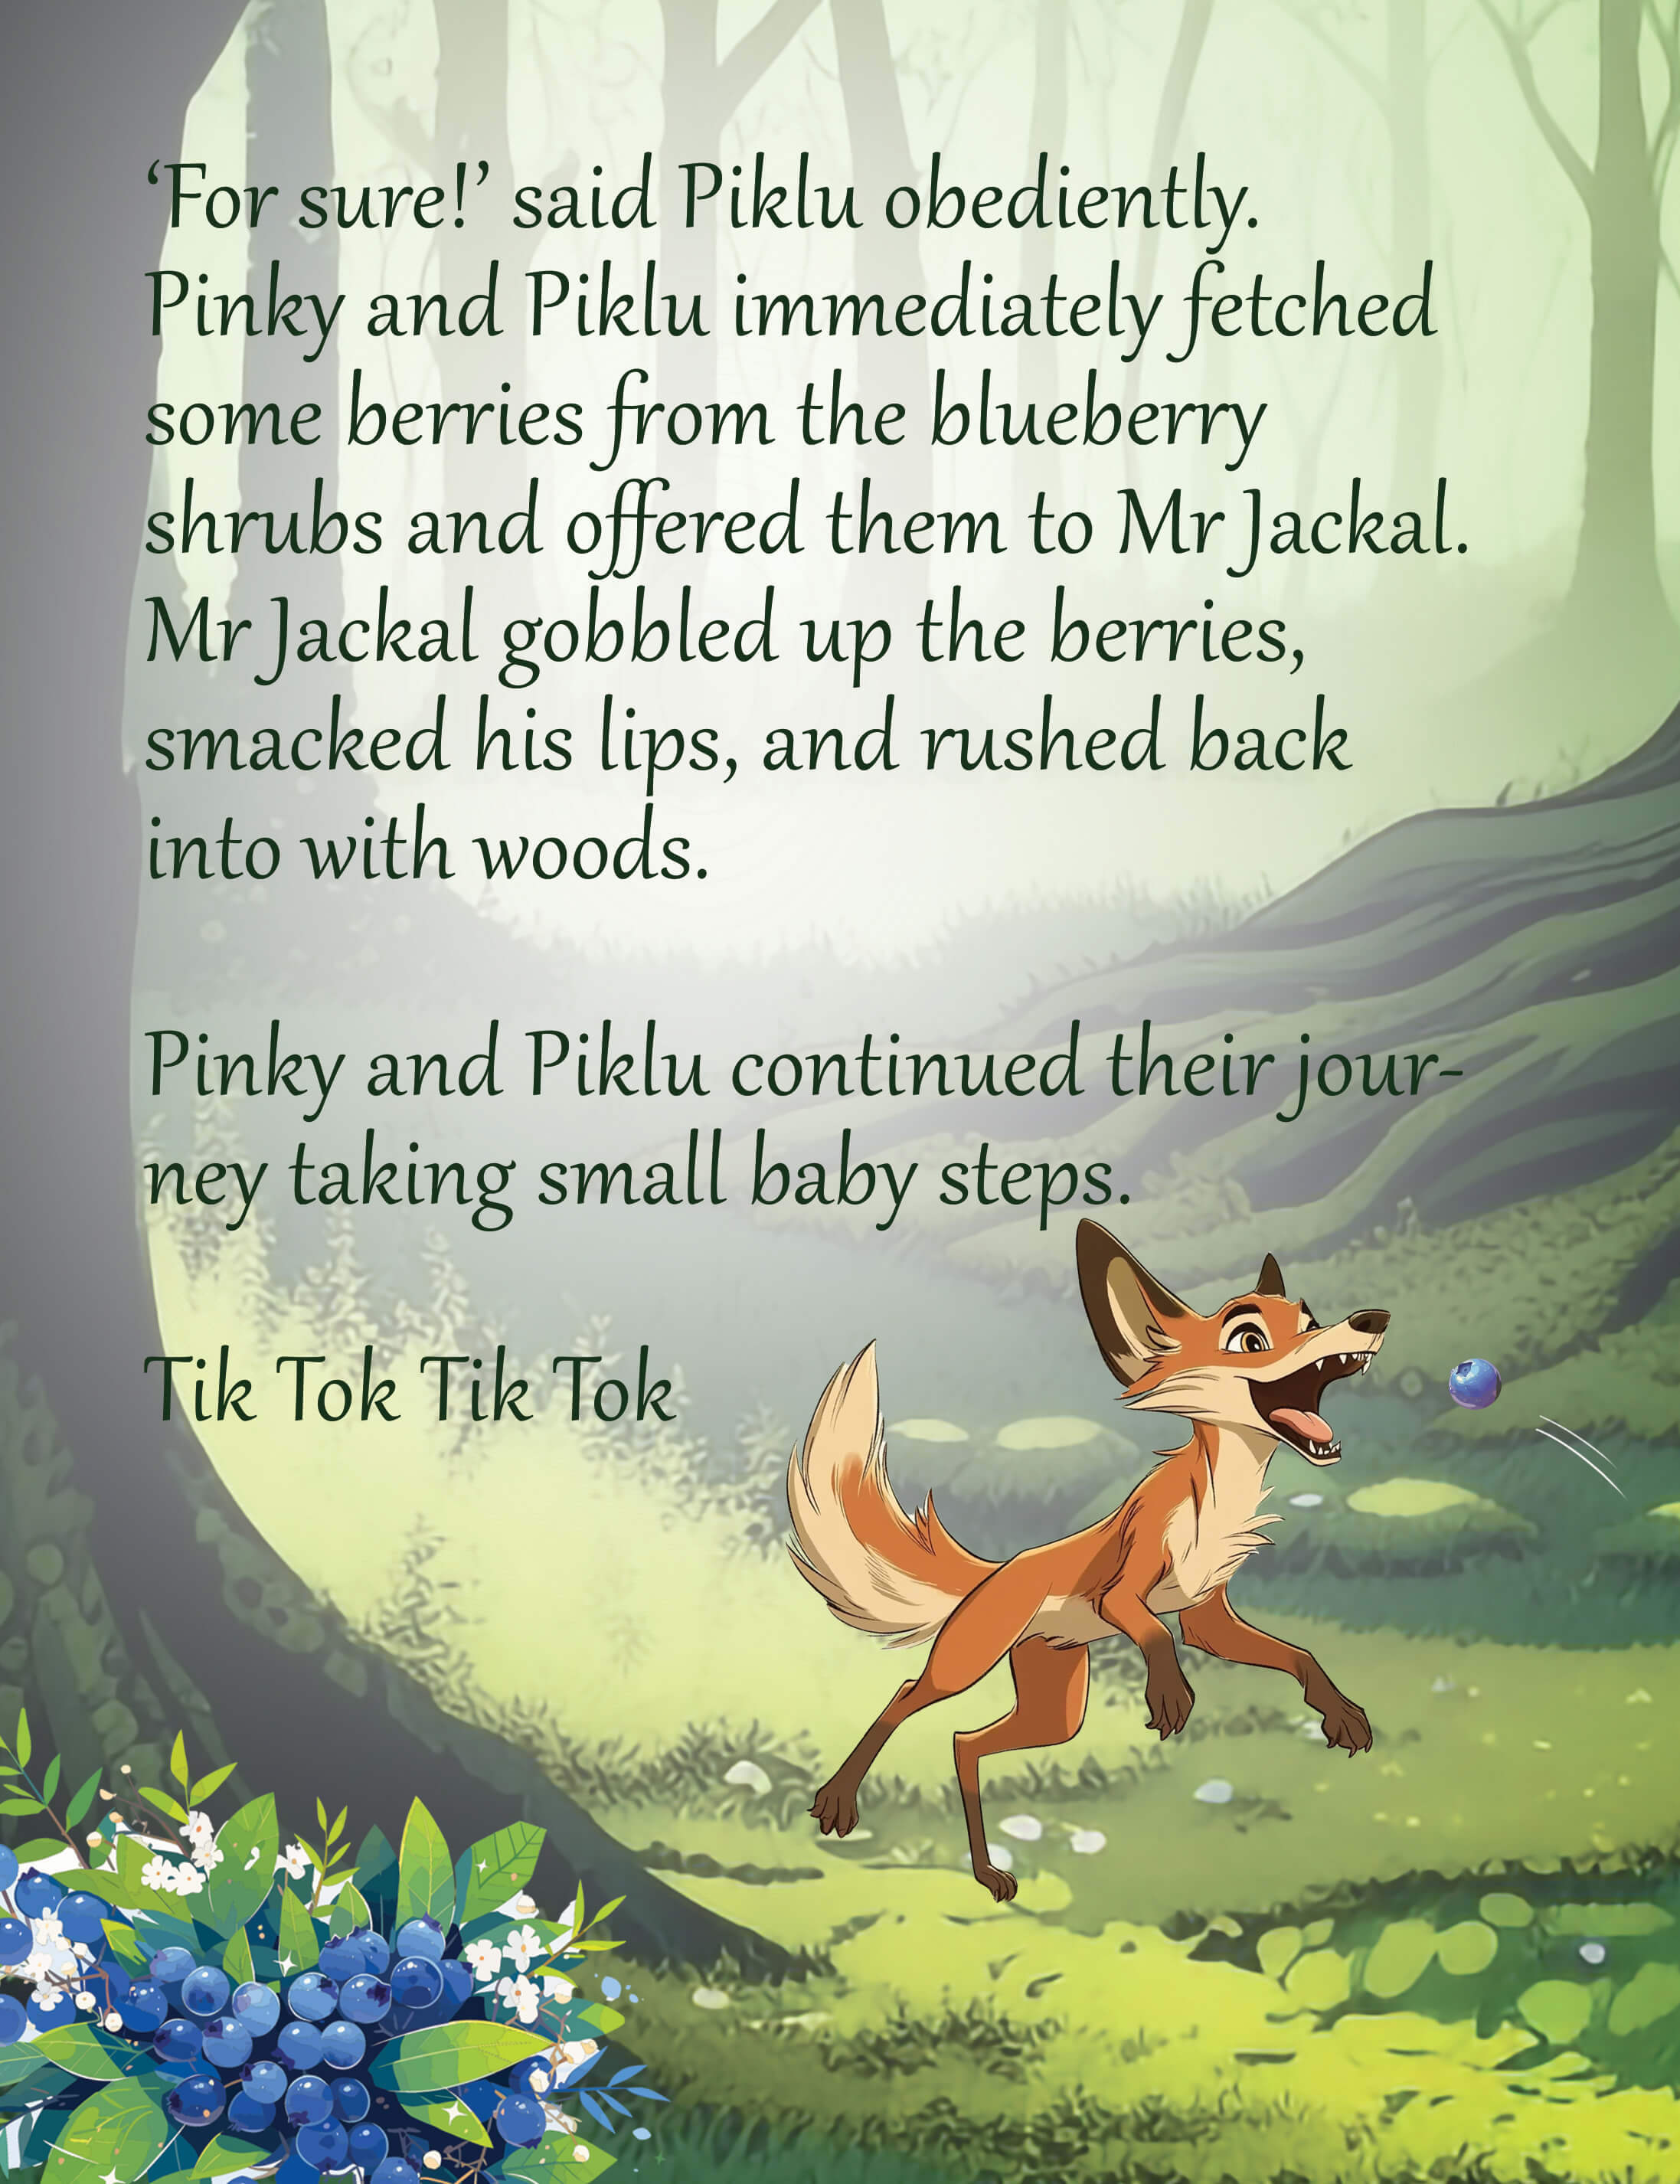 ‘For sure!’ said Piklu obediently.
Pinky and Piklu immediately fetched
some berries from the blueberry
shrubs and offered them to Mr Jackal.
Mr Jackal gobbled up the berries,
smacked his lips, and rushed back
into with woods.
Pinky and Piklu continued their jour-
ney taking small baby steps.
Tik Tok Tik Tok